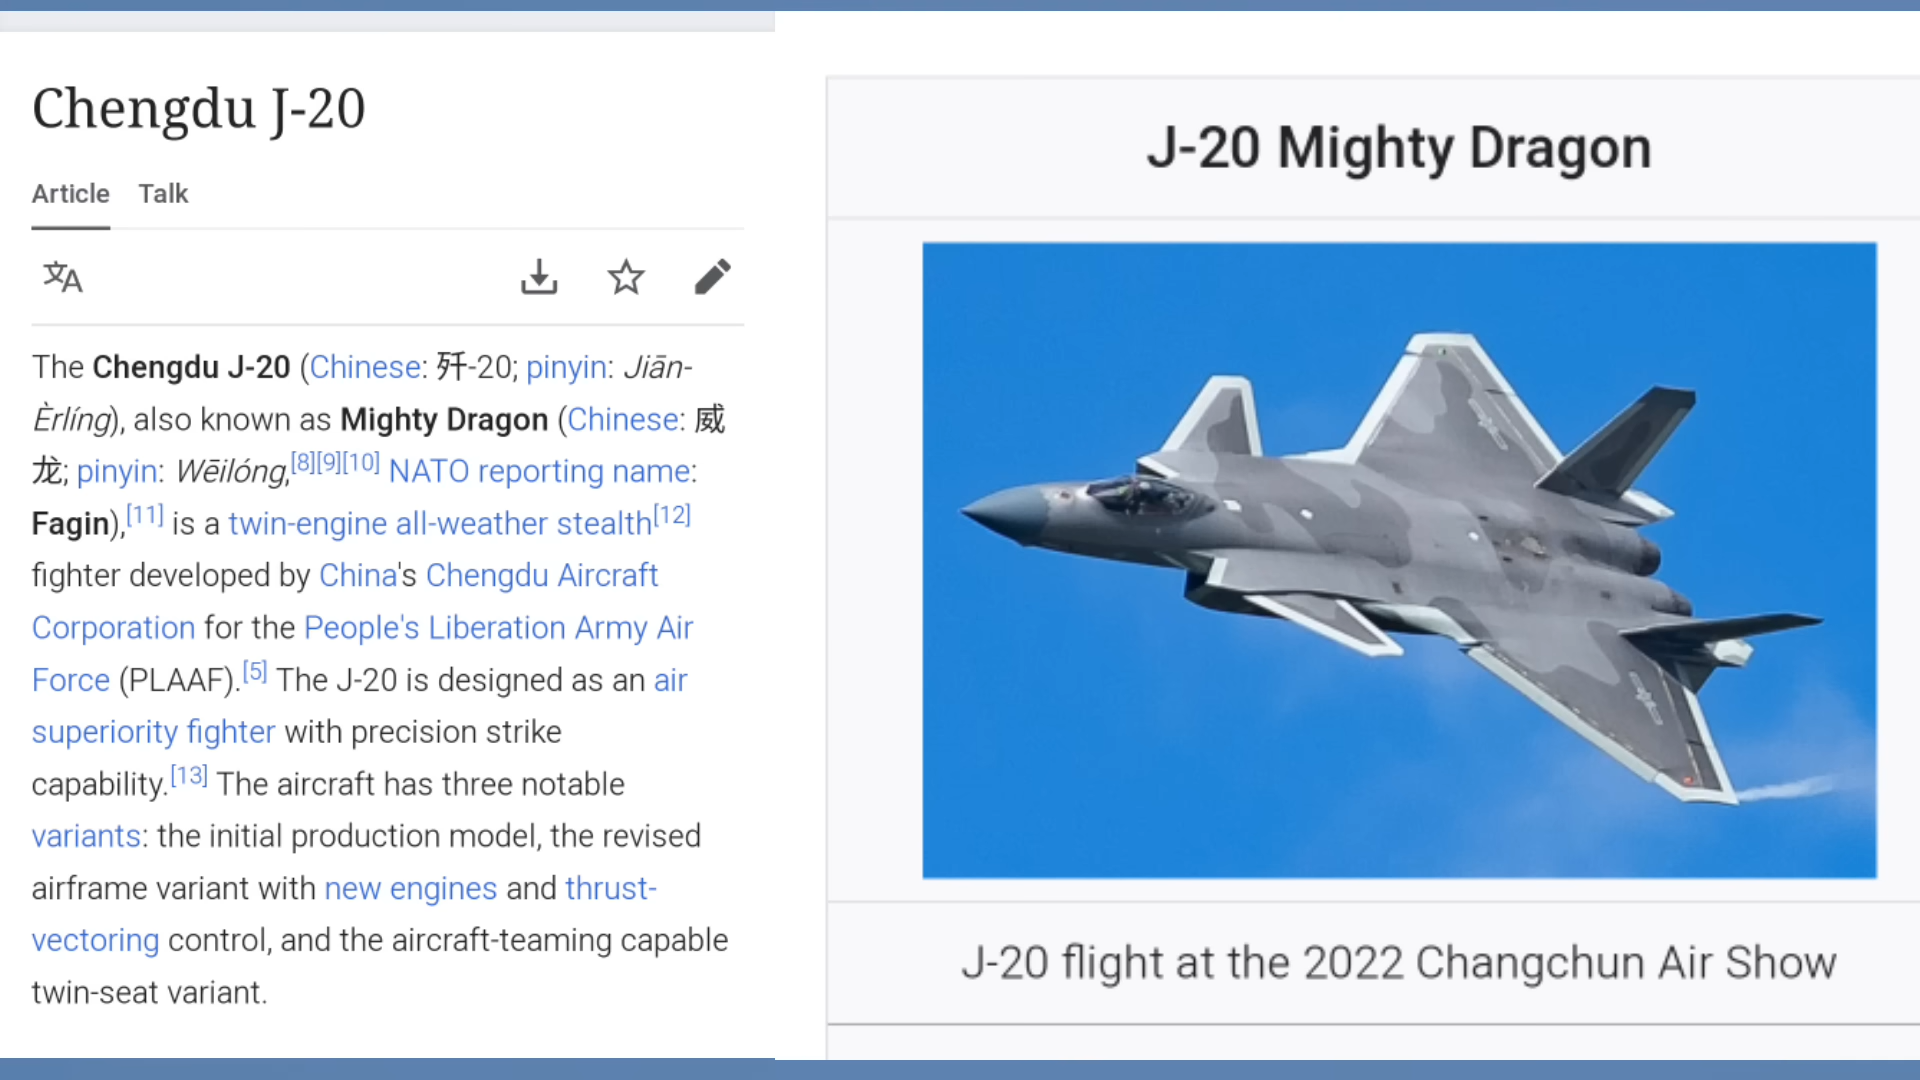 Chengdu J-20
Article Talk
The Chengdu J-20 (Chinese: 歼-20; pinyin: Jiān-
Èrlíng), also known as Mighty Dragon (Chinese: 威
龙; pinyin: Wēilóng,[8][9][10] NATO reporting name:
Fagin),[11] is a twin-engine all-weather stealth[12]
fighter developed by China's Chengdu Aircraft
Corporation for the People's Liberation Army Air
Force (PLAAF).[5] The J-20 is designed as an air
superiority fighter with precision strike
capability.[13] The aircraft has three notable
variants: the initial production model, the revised
airframe variant with new engines and thrust-
vectoring control, and the aircraft-teaming capable
twin-seat variant.
J-20 Mighty Dragon
J-20 flight at the 2022 Changchun Air Show